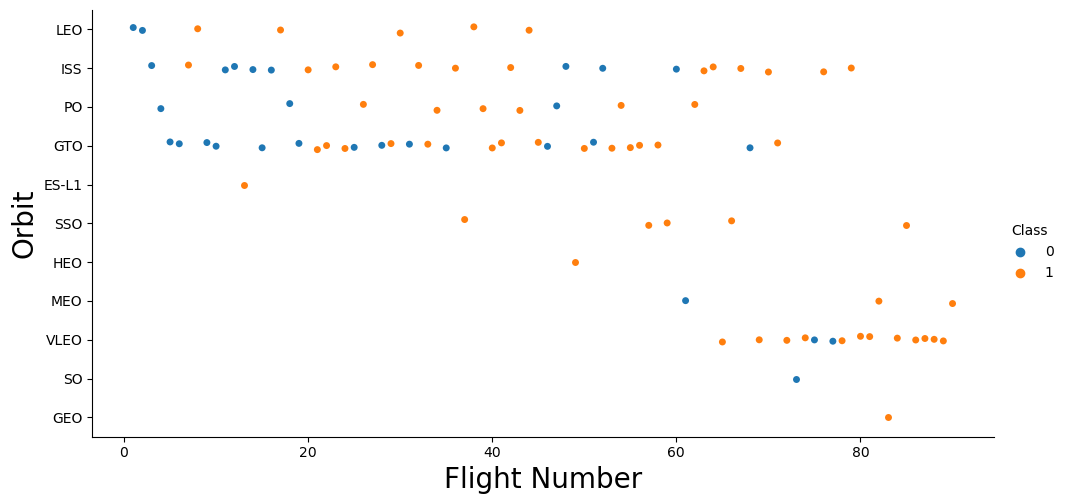 LEO
ISS
PO
GTO
ES-L1
SSO
HEO
MEO
VLEO
SO
GEO
Orbit
0
20
40
60
80
Flight Number
Class
0
1